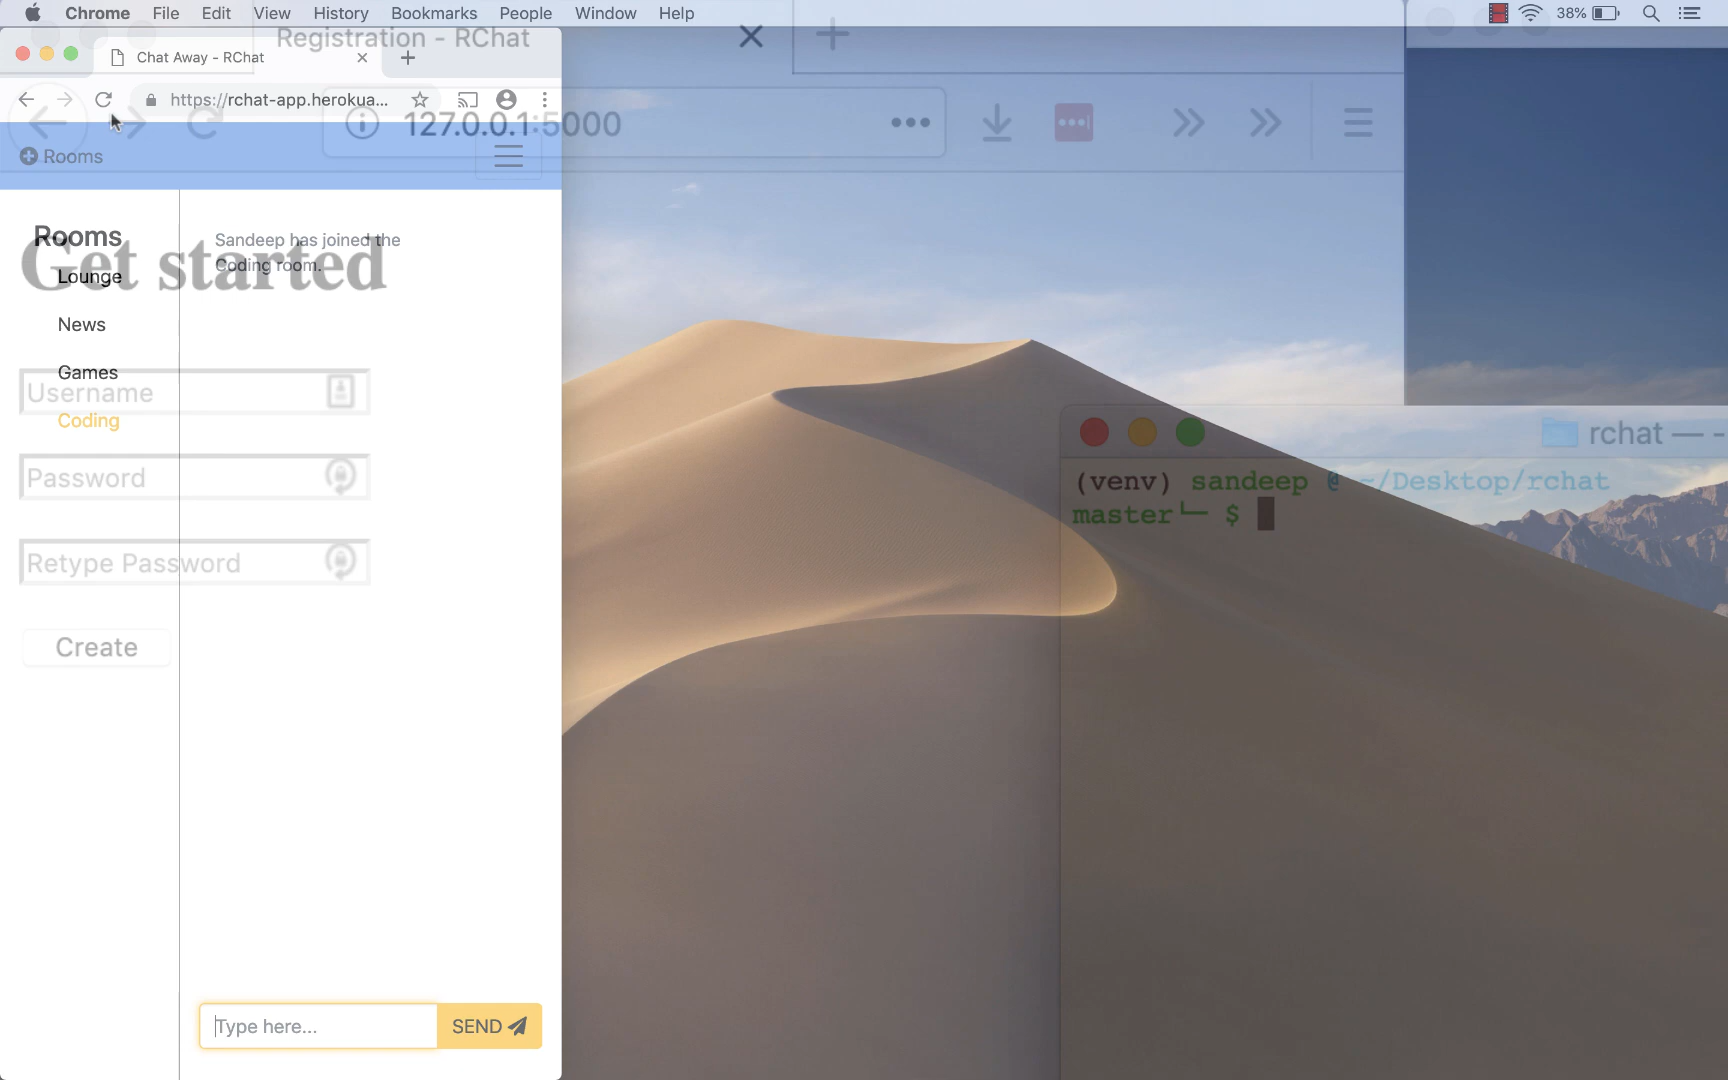 Chrome File Edit View History Bookmarks People Window Help 38%
Registration - RChat
Chat Away - RChat
https://rchat-app.herokua...
127.0.0.1:5000
Rooms
Rooms
Sandeep has joined the
Coding room.
Get started
Lounge
News
Games
Username
Coding
Password
Retype Password
Create
rchat — -
(venv) sandeep @ ~/Desktop/rchat
master└─ $
Type here...
SEND